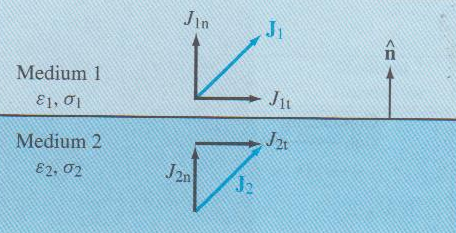 J₁ₙ
J₁
n̂
Medium 1
ε₁, σ₁
J₁ₜ
Medium 2
ε₂, σ₂
J₂ₜ
J₂ₙ
J₂